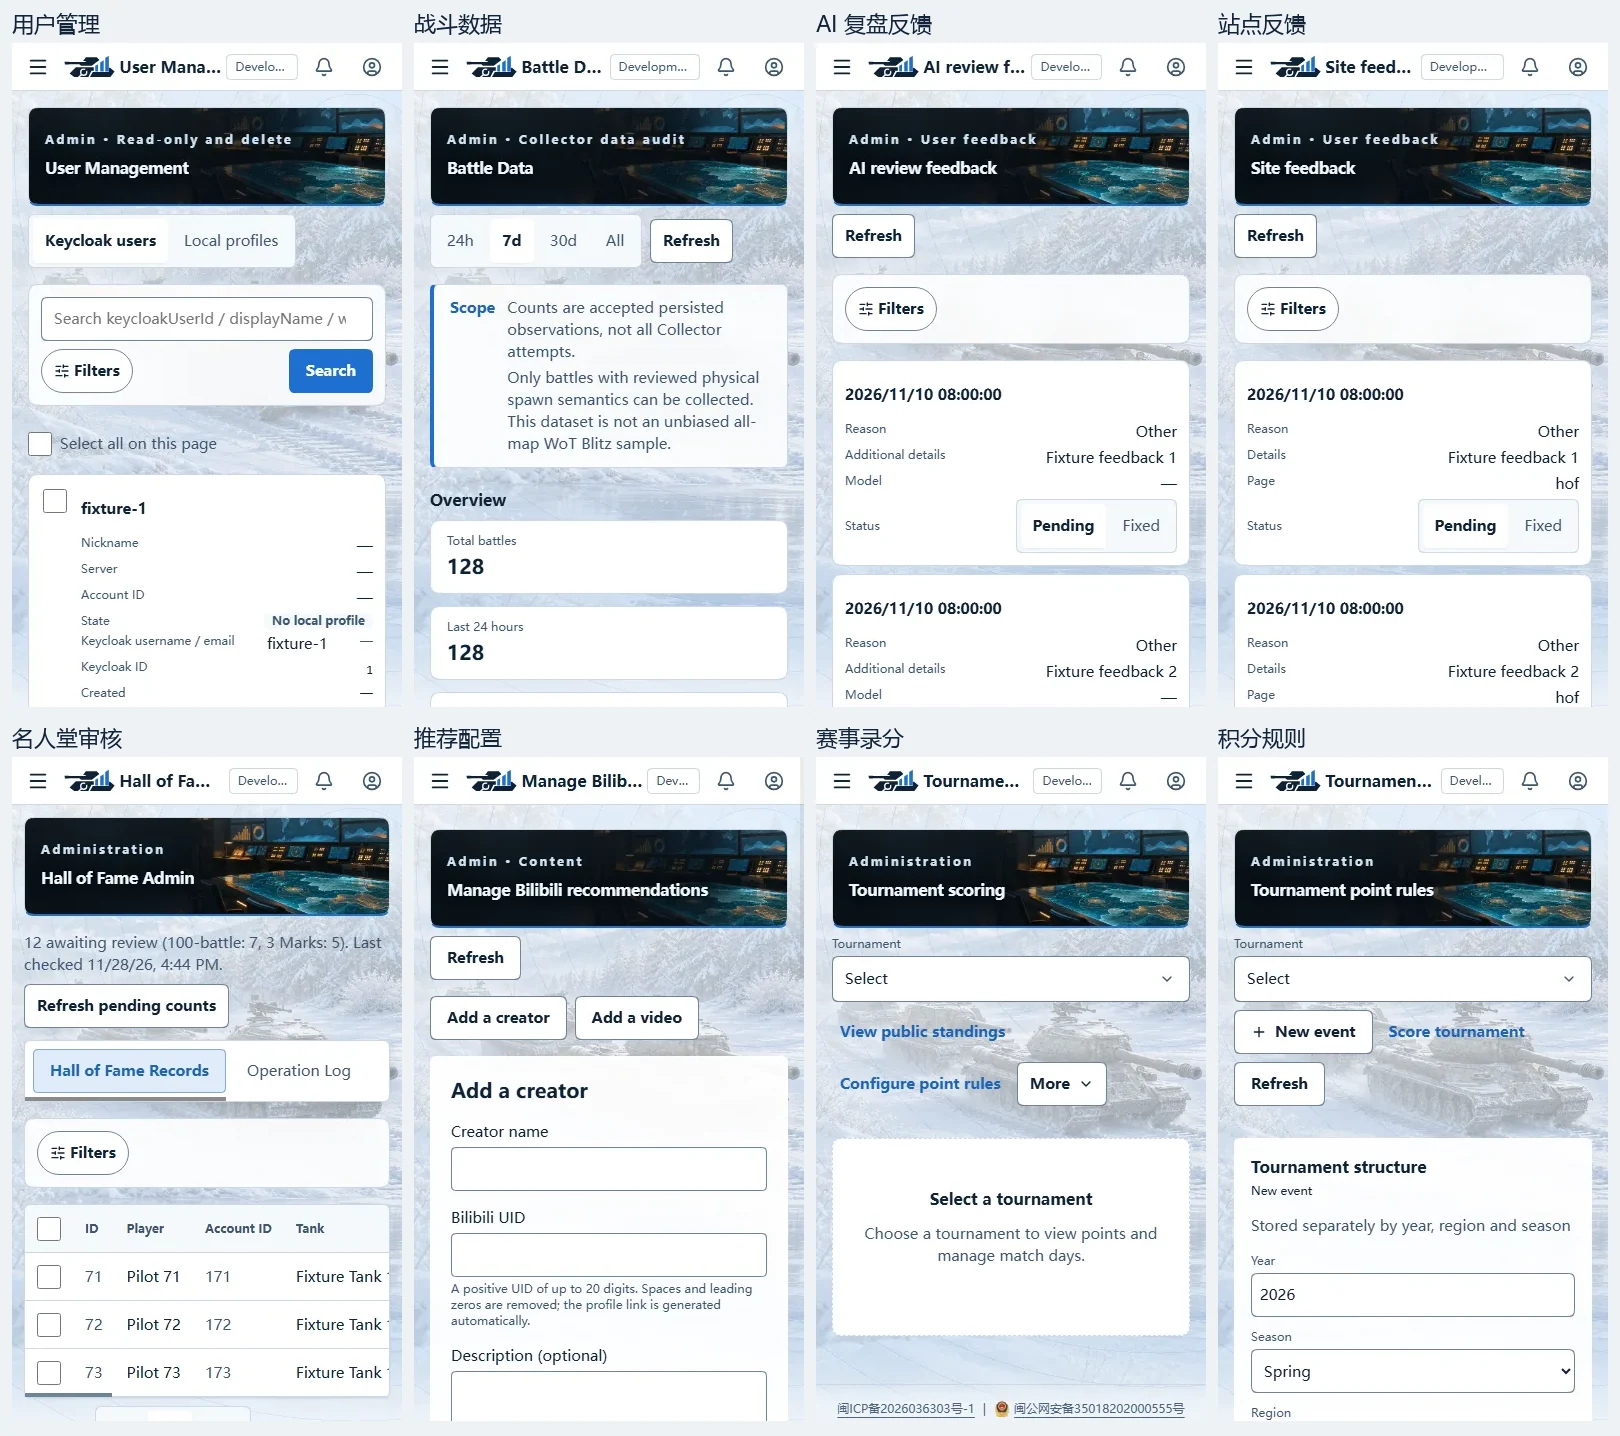 用户管理
User Mana...
Develo...
Admin • Read-only and delete
User Management
Keycloak users
Local profiles
Search keycloakUserId / displayName / w
Filters
Search
Select all on this page
fixture-1
Nickname —
Server —
Account ID —
State No local profile
Keycloak username / email fixture-1 —
Keycloak ID 1
Created —
战斗数据
Battle D...
Developm...
Admin • Collector data audit
Battle Data
24h 7d 30d All
Refresh
Scope
Counts are accepted persisted
observations, not all Collector
attempts.
Only battles with reviewed physical
spawn semantics can be collected.
This dataset is not an unbiased all-
map WoT Blitz sample.
Overview
Total battles
128
Last 24 hours
128
AI 复盘反馈
AI review f...
Develo...
Admin • User feedback
AI review feedback
Refresh
Filters
2026/11/10 08:00:00
Reason Other
Additional details Fixture feedback 1
Model —
Status Pending Fixed
2026/11/10 08:00:00
Reason Other
Additional details Fixture feedback 2
Model —
站点反馈
Site feed...
Develop...
Admin • User feedback
Site feedback
Refresh
Filters
2026/11/10 08:00:00
Reason Other
Details Fixture feedback 1
Page hof
Status Pending Fixed
2026/11/10 08:00:00
Reason Other
Details Fixture feedback 2
Page hof
名人堂审核
Hall of Fa...
Develo...
Administration
Hall of Fame Admin
12 awaiting review (100-battle: 7, 3 Marks: 5). Last
checked 11/28/26, 4:44 PM.
Refresh pending counts
Hall of Fame Records
Operation Log
Filters
ID Player Account ID Tank
71 Pilot 71 171 Fixture Tank
72 Pilot 72 172 Fixture Tank
73 Pilot 73 173 Fixture Tank
推荐配置
Manage Bilib...
Dev...
Admin • Content
Manage Bilibili recommendations
Refresh
Add a creator
Add a video
Add a creator
Creator name
Bilibili UID
A positive UID of up to 20 digits. Spaces and leading
zeros are removed; the profile link is generated
automatically.
Description (optional)
赛事录分
Tourname...
Develo...
Administration
Tournament scoring
Tournament
Select
View public standings
Configure point rules
More
Select a tournament
Choose a tournament to view points and
manage match days.
闽ICP备2026036303号-1 | 闽公网安备35018202000555号
积分规则
Tournamen...
Devel...
Administration
Tournament point rules
Tournament
Select
+ New event
Score tournament
Refresh
Tournament structure
New event
Stored separately by year, region and season
Year
2026
Season
Spring
Region